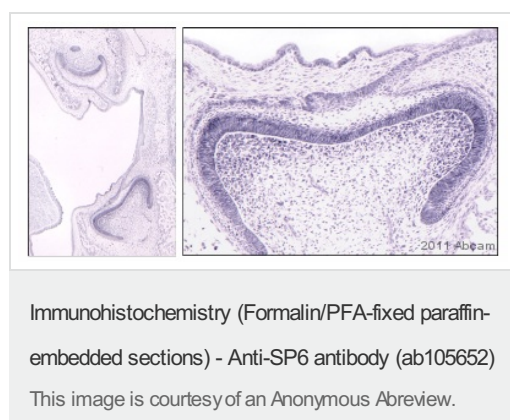 2011 Abcam
Immunohistochemistry (Formalin/PFA-fixed paraffin-
embedded sections) - Anti-SP6 antibody (ab105652)
This image is courtesy of an Anonymous Abreview.